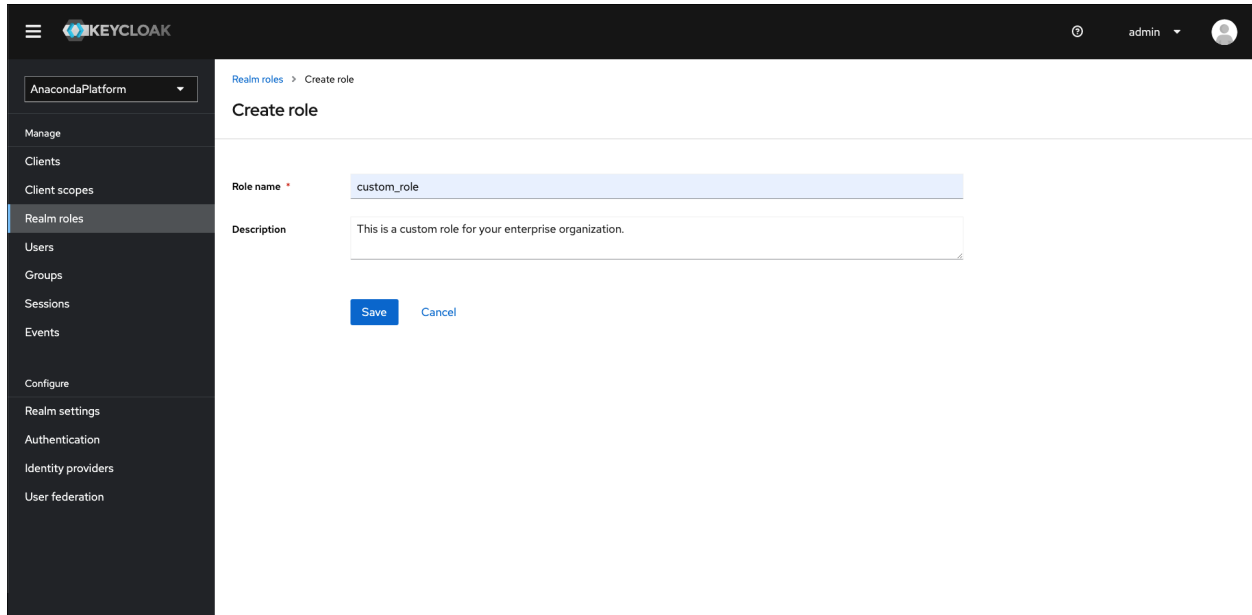 KEYCLOAK
admin
AnacondaPlatform
Manage
Clients
Client scopes
Realm roles
Users
Groups
Sessions
Events
Configure
Realm settings
Authentication
Identity providers
User federation
Realm roles > Create role
Create role
Role name *
custom_role
Description
This is a custom role for your enterprise organization.
Save
Cancel